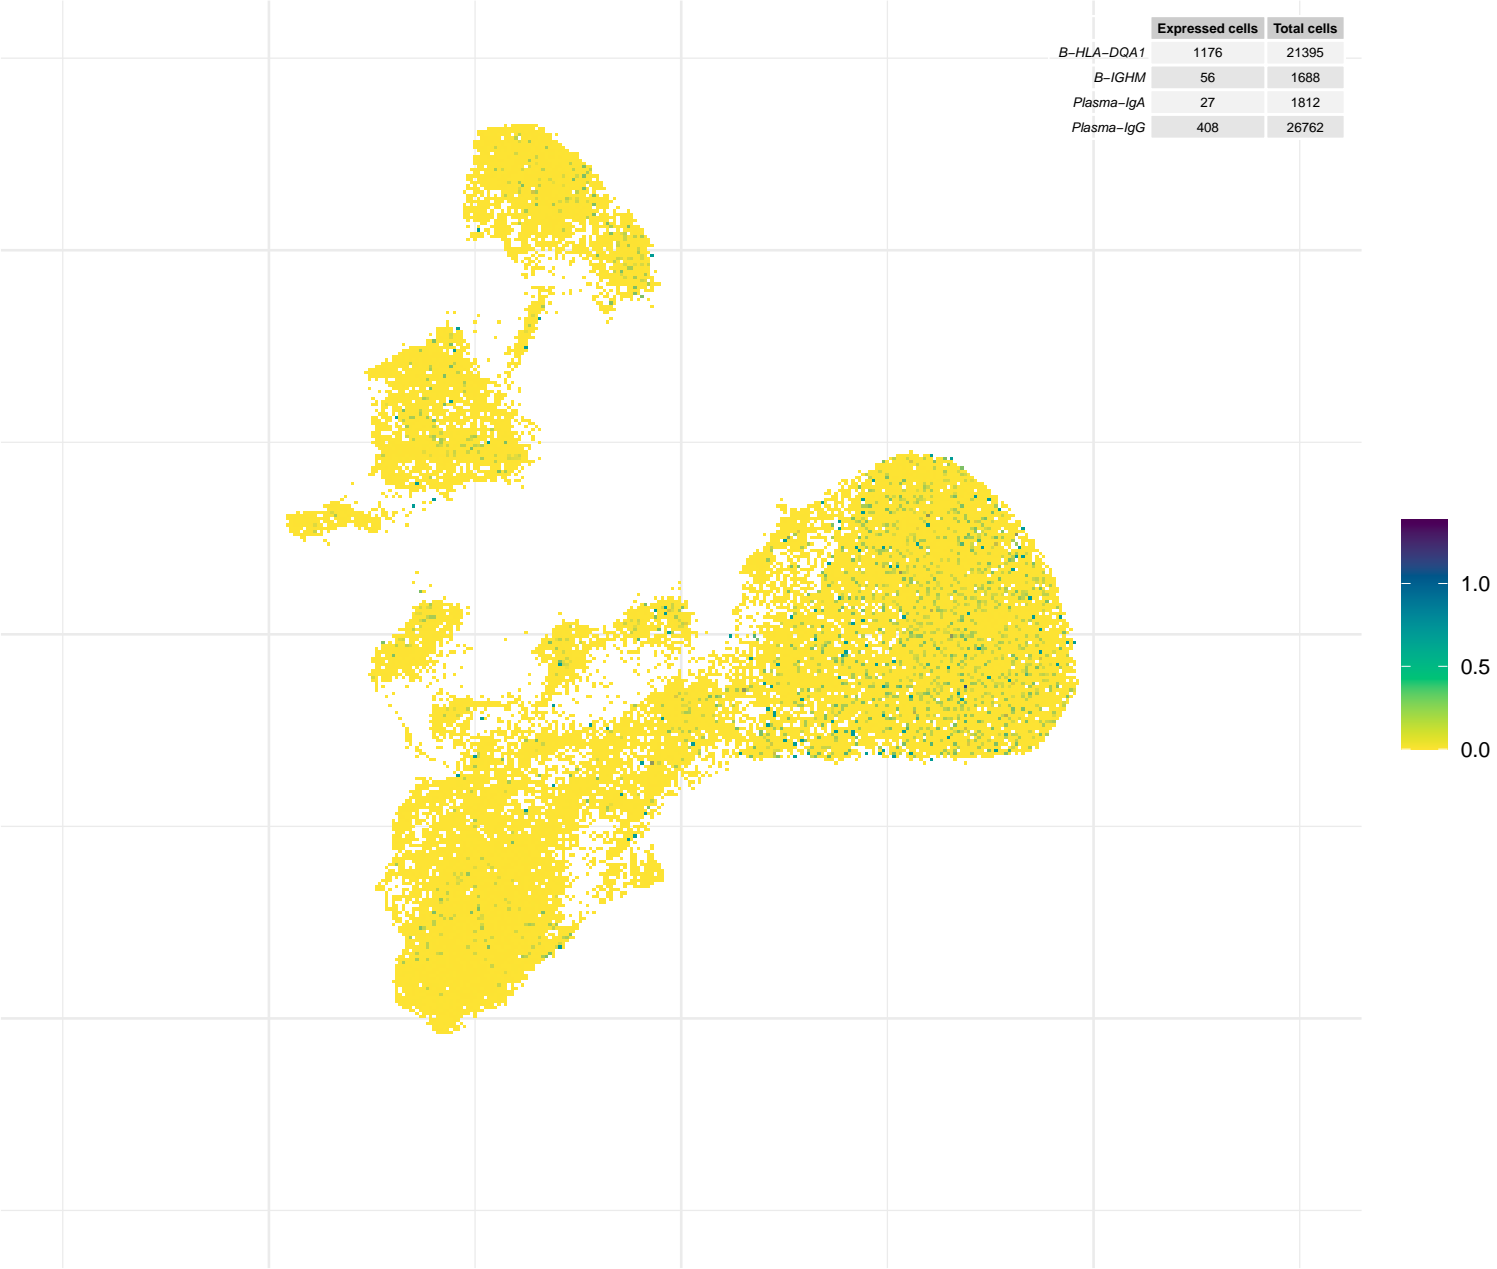 Expressed cells Total cells
B−HLA−DQA1 1176 21395
B−IGHM 56 1688
Plasma−IgA 27 1812
Plasma−IgG 408 26762
1.0
0.5
0.0